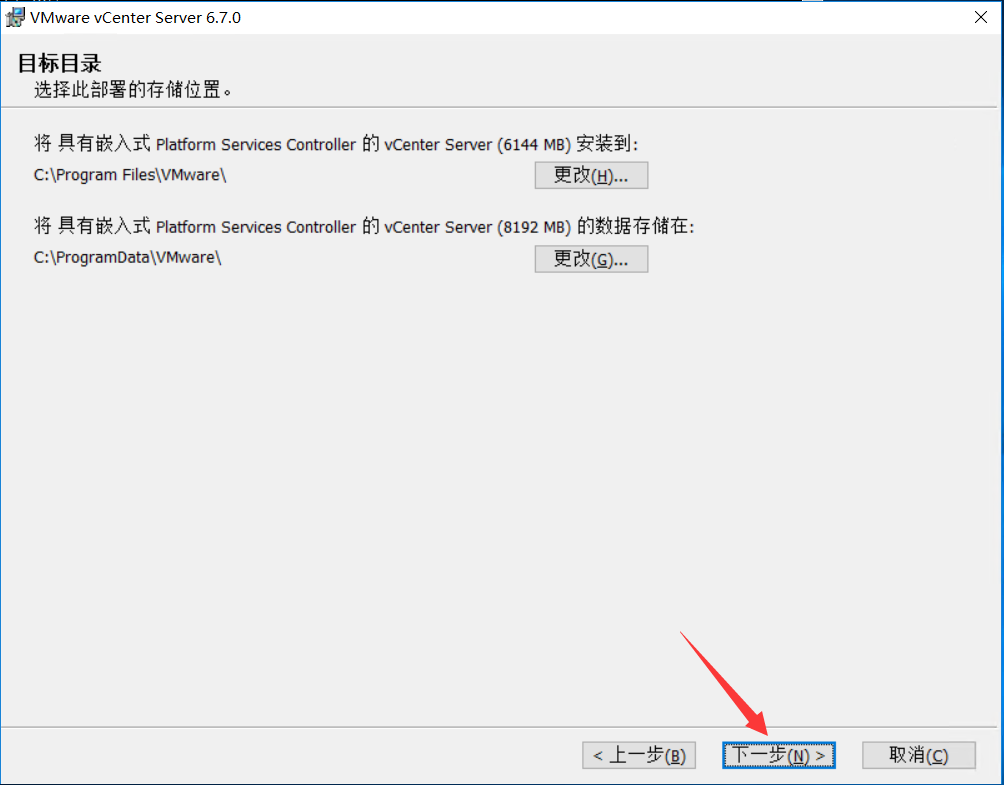 VMware vCenter Server 6.7.0
目标目录
选择此部署的存储位置。
将 具有嵌入式 Platform Services Controller 的 vCenter Server (6144 MB) 安装到:
C:\Program Files\VMware\
更改(H)...
将 具有嵌入式 Platform Services Controller 的 vCenter Server (8192 MB) 的数据存储在:
C:\ProgramData\VMware\
更改(G)...
< 上一步(B)
下一步(N) >
取消(C)